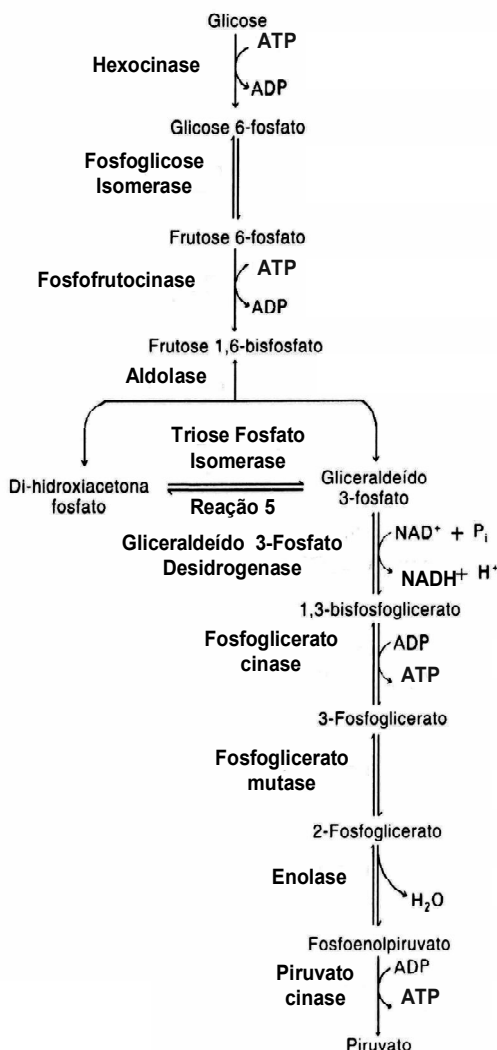 Glicose
ATP
Hexocinase
ADP
Glicose 6-fosfato
Fosfoglicose
Isomerase
Frutose 6-fosfato
ATP
Fosfofrutocinase
ADP
Frutose 1,6-bisfosfato
Aldolase
Triose Fosfato
Isomerase
Di-hidroxiacetona
fosfato
Reação 5
Gliceraldeído
3-fosfato
Gliceraldeído 3-Fosfato
Desidrogenase
NAD⁺ + Pᵢ
NADH+ H⁺
1,3-bisfosfoglicerato
Fosfoglicerato
cinase
ADP
ATP
3-Fosfoglicerato
Fosfoglicerato
mutase
2-Fosfoglicerato
Enolase
H₂O
Fosfoenolpiruvato
Piruvato
cinase
ADP
ATP
Piruvato